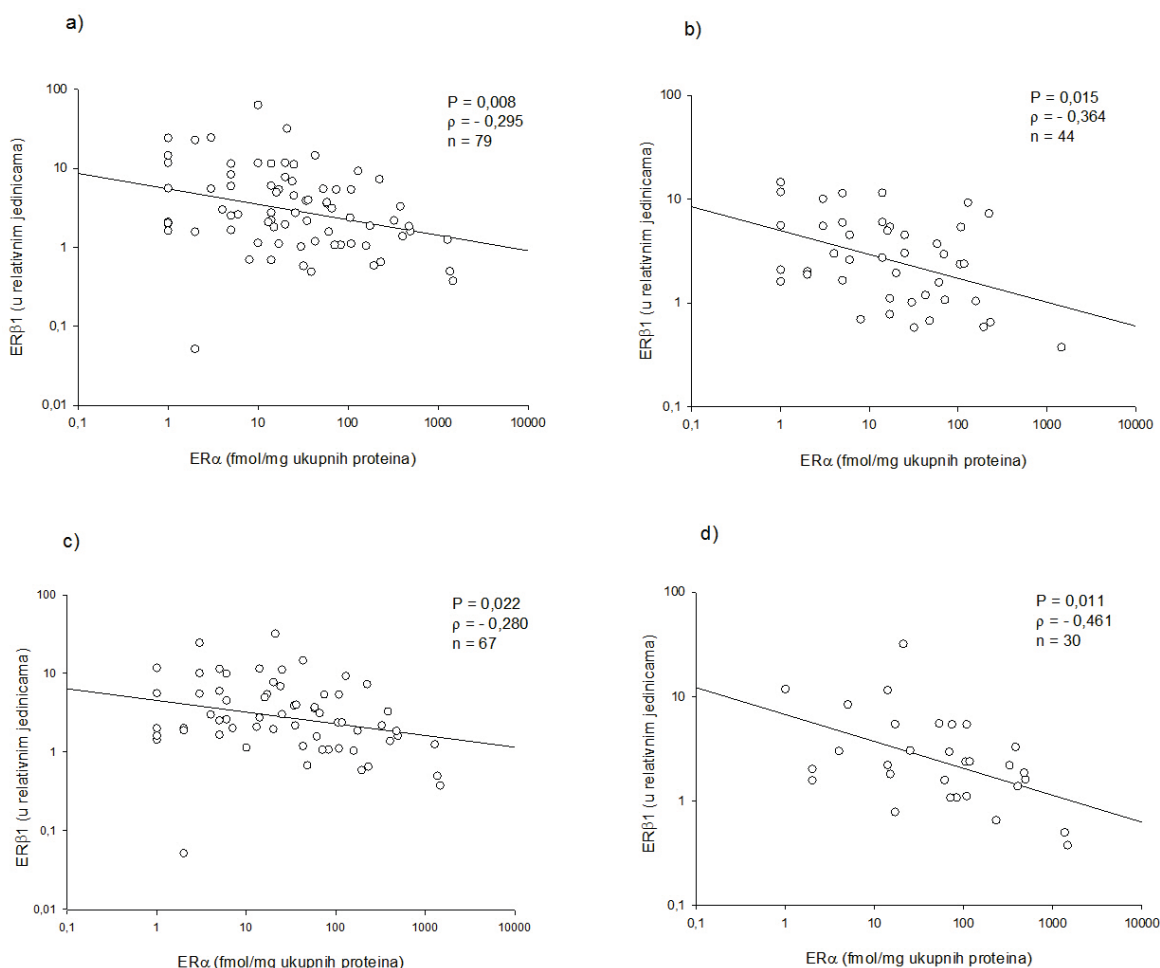 a)
P = 0,008
ρ = - 0,295
n = 79
100
10
1
0,1
0,01
0,1
1
10
100
1000
10000
ERβ1 (u relativnim jedinicama)
ERα (fmol/mg ukupnih proteina)
b)
P = 0,015
ρ = - 0,364
n = 44
100
10
1
0,1
0,1
1
10
100
1000
10000
ERβ1 (u relativnim jedinicama)
ERα (fmol/mg ukupnih proteina)
c)
P = 0,022
ρ = - 0,280
n = 67
100
10
1
0,1
0,01
0,1
1
10
100
1000
10000
ERβ1 (u relativnim jedinicama)
ERα (fmol/mg ukupnih proteina)
d)
P = 0,011
ρ = - 0,461
n = 30
100
10
1
0,1
0,1
1
10
100
1000
10000
ERβ1 (u relativnim jedinicama)
ERα (fmol/mg ukupnih proteina)